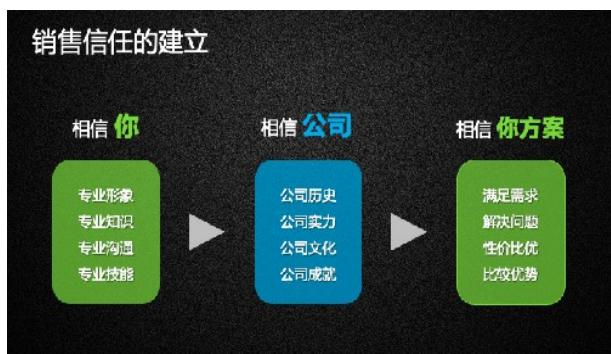 销售信任的建立
相信 你
专业形象
专业知识
专业沟通
专业技能
相信 公司
公司历史
公司实力
公司文化
公司成就
相信 你方案
满足需求
解决问题
性价比优
比较优势